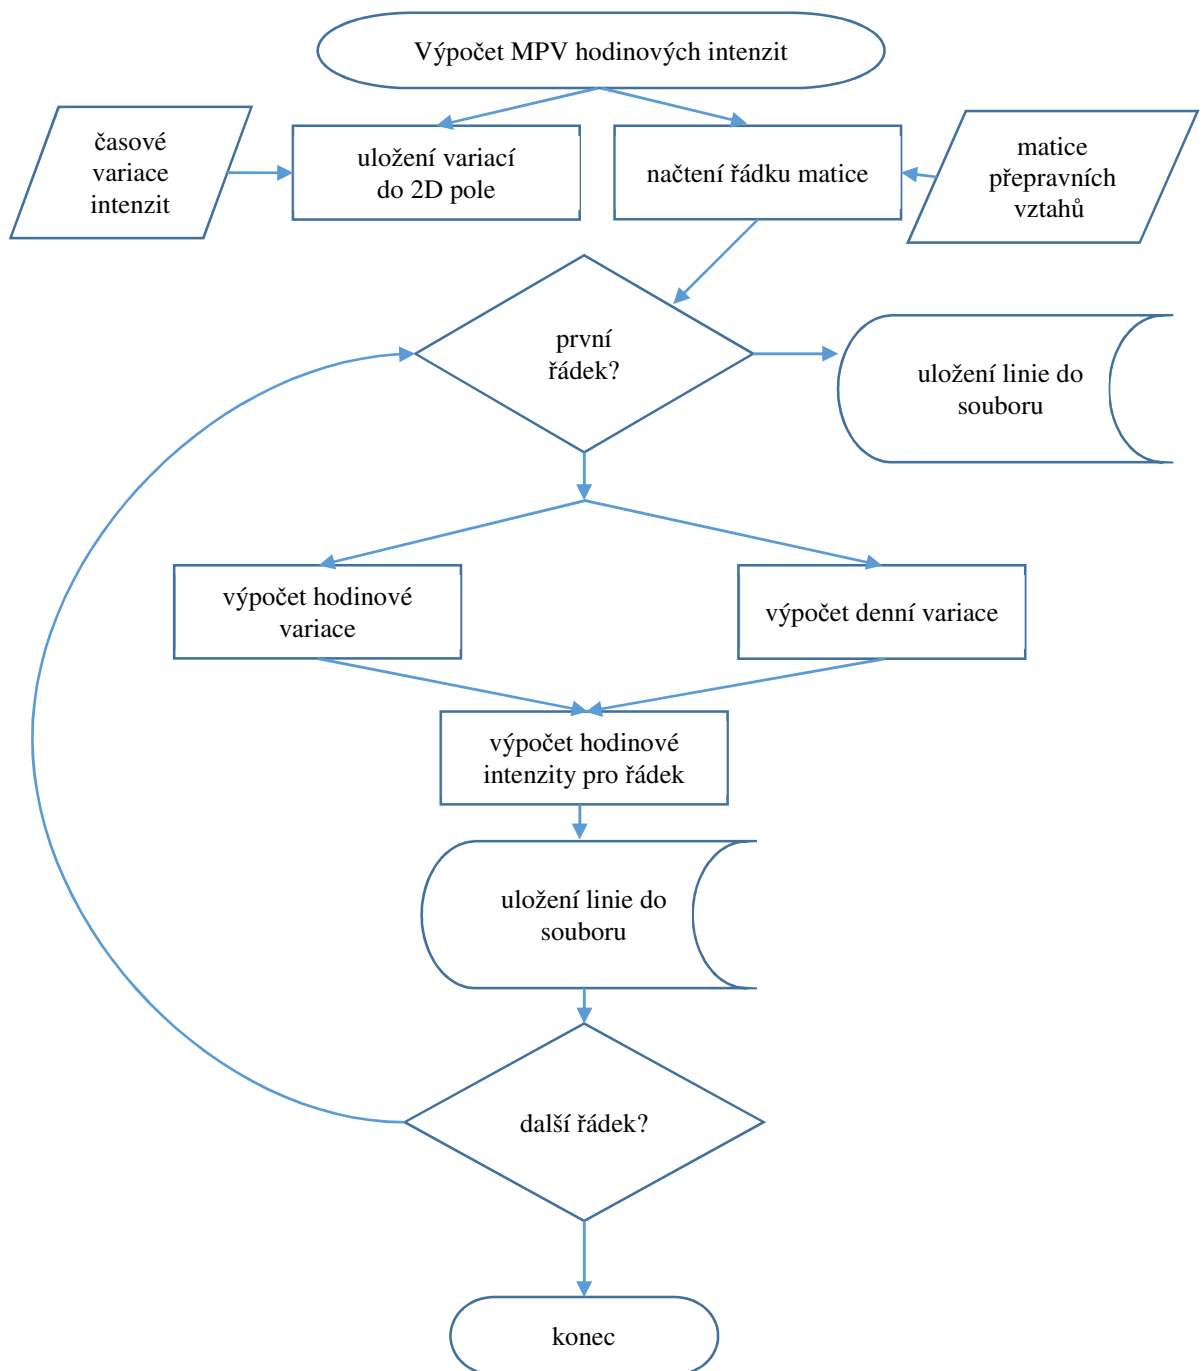 Výpočet MPV hodinových intenzit
časové
variace
intenzit
uložení variací
do 2D pole
načtení řádku matice
matice
přepravních
vztahů
první
řádek?
uložení linie do
souboru
výpočet hodinové
variace
výpočet denní variace
výpočet hodinové
intenzity pro řádek
uložení linie do
souboru
další řádek?
konec